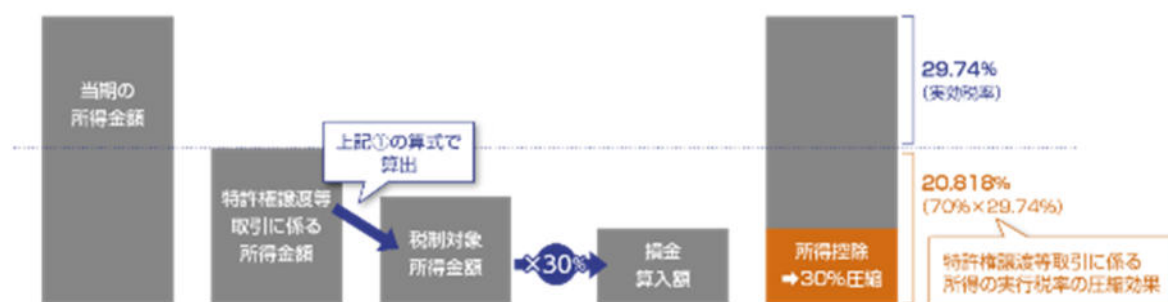 当期の
所得金額
特許権譲渡等
取引に係る
所得金額
上記①の算式で
算出
税制対象
所得金額
×30%
損金
算入額
所得控除
➡30%圧縮
29.74%
(実効税率)
20.818%
(70%×29.74%)
特許権譲渡等取引に係る
所得の実行税率の圧縮効果